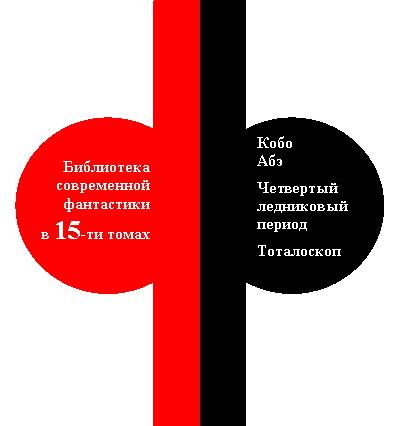 Библиотека
современной
фантастики
в 15-ти томах
Кобо
Абэ
Четвертый
ледниковый
период
Тоталоскоп